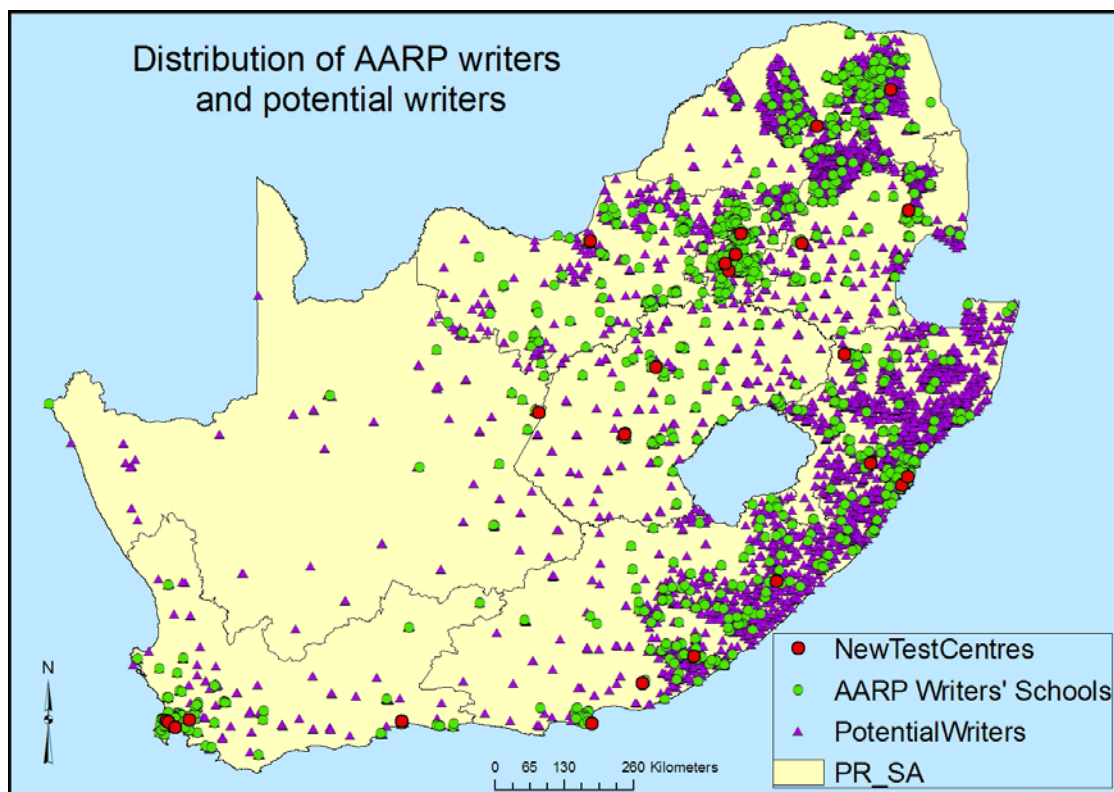 Distribution of AARP writers
and potential writers
N
NewTestCentres
AARP Writers' Schools
PotentialWriters
PR_SA
0 65 130 260 Kilometers